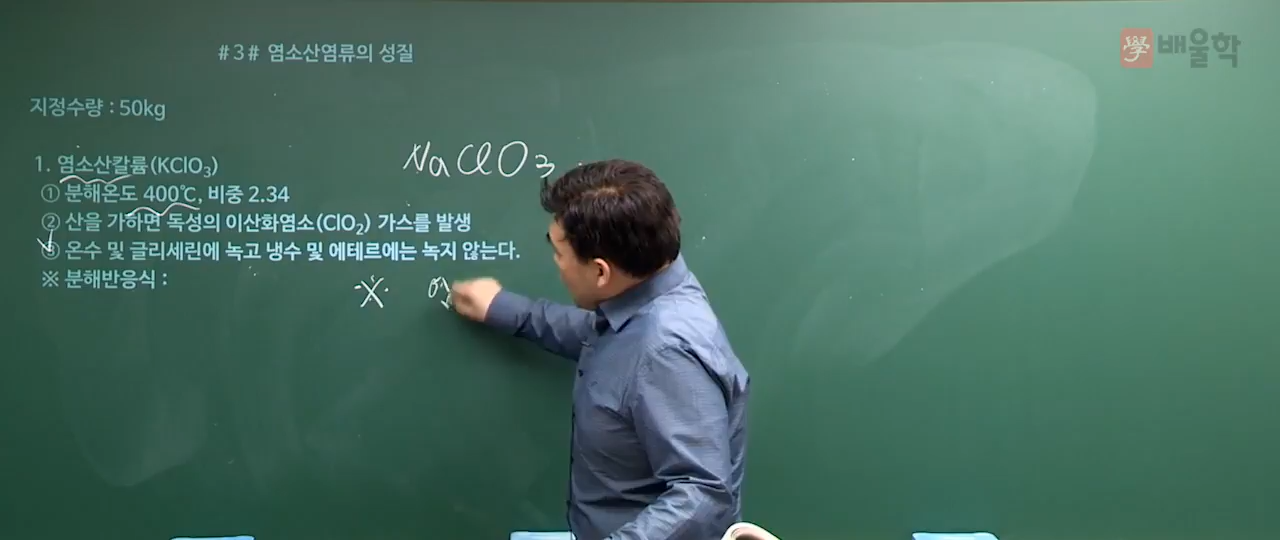 #3# 염소산염류의 성질
學 배울학
지정수량 : 50kg
NaClO3
1. 염소산칼륨(KClO₃)
① 분해온도 400℃, 비중 2.34
② 산을 가하면 독성의 이산화염소(ClO₂) 가스를 발생
③ 온수 및 글리세린에 녹고 냉수 및 에테르에는 녹지 않는다.
※ 분해반응식 :
※